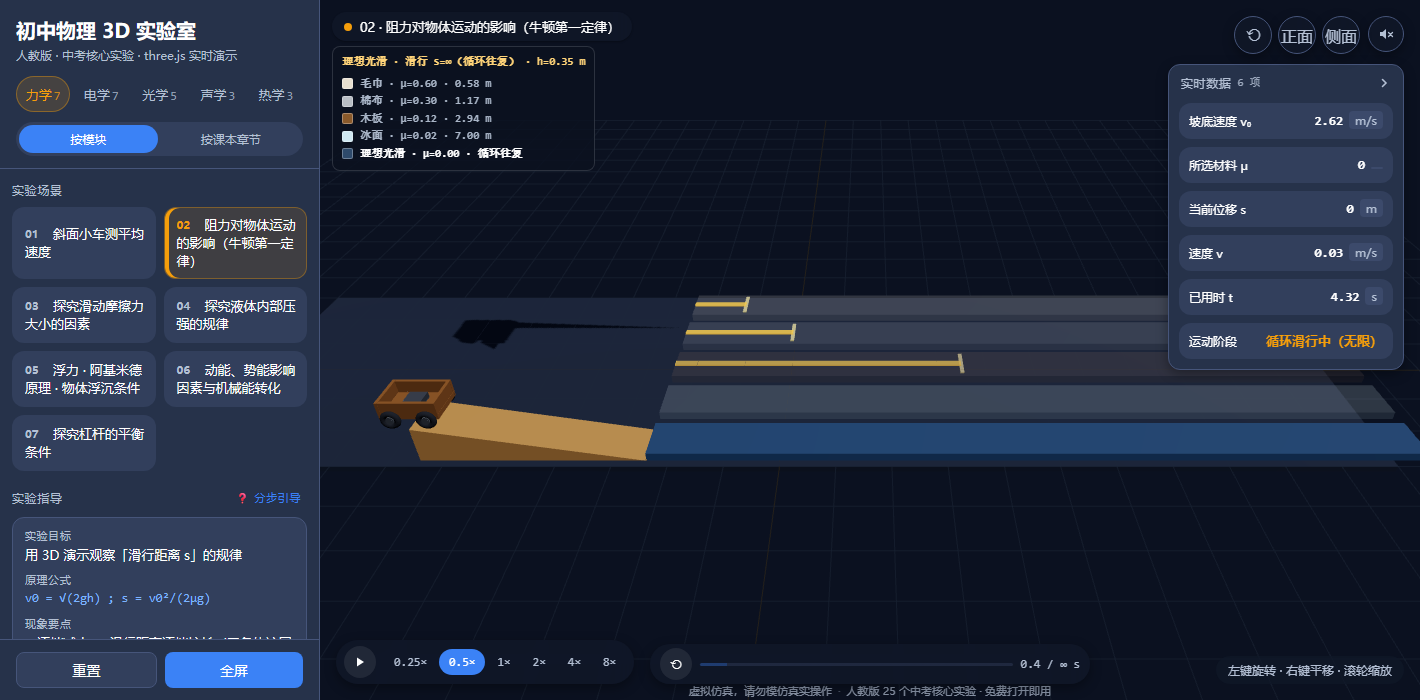 初中物理 3D 实验室
人教版 · 中考核心实验 · three.js 实时演示
力学 7 电学 7 光学 5 声学 3 热学 3
按模块 按课本章节
实验场景
01 斜面小车测平均
速度
02 阻力对物体运动
的影响（牛顿第一定
律）
03 探究滑动摩擦力
大小的因素
04 探究液体内部压
强的规律
05 浮力 · 阿基米德
原理 · 物体浮沉条件
06 动能、势能影响
因素与机械能转化
07 探究杠杆的平衡
条件
实验指导 ❓ 分步引导
实验目标
用 3D 演示观察「滑行距离 s」的规律
原理公式
v0 = √(2gh) ; s = v0²/(2μg)
现象要点
重置 全屏
02 · 阻力对物体运动的影响（牛顿第一定律）
理想光滑 · 滑行 s=∞（循环往复） · h=0.35 m
毛巾 · μ=0.60 · 0.58 m
棉布 · μ=0.30 · 1.17 m
木板 · μ=0.12 · 2.94 m
冰面 · μ=0.02 · 7.00 m
理想光滑 · μ=0.00 · 循环往复
正面 侧面
实时数据 6 项
坡底速度 v₀ 2.62 m/s
所选材料 μ 0
当前位移 s 0 m
速度 v 0.03 m/s
已用时 t 4.32 s
运动阶段 循环滑行中（无限）
0.25× 0.5× 1× 2× 4× 8×
0.4 / ∞ s
左键旋转 · 右键平移 · 滚轮缩放
虚拟仿真，请勿模仿真实操作 · 人教版 25 个中考核心实验 · 免费打开即用